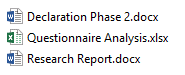 Declaration Phase 2.docx
Questionnaire Analysis.xlsx
Research Report.docx